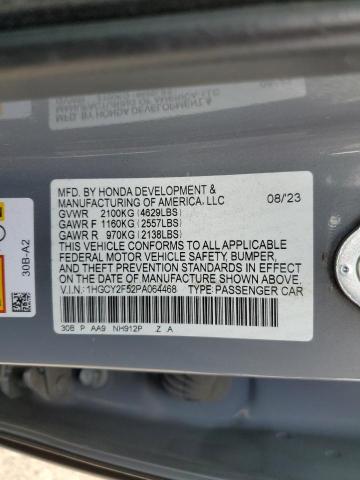 MFD. BY HONDA DEVELOPMENT &
MANUFACTURING OF AMERICA, LLC 08/'23
GVWR 2100KG (4629LBS)
GAWR F 1160KG (2557LBS)
GAWR R 970KG (2138LBS)
THIS VEHICLE CONFORMS TO ALL APPLICABLE
FEDERAL MOTOR VEHICLE SAFETY, BUMPER,
AND THEFT PREVENTION STANDARDS IN EFFECT
ON THE DATE OF MANUFACTURE SHOWN ABOVE.
V.I.N.: 1HGCY2F52PA064468 TYPE: PASSENGER CAR
30B P AA9 NH912P .Z A
30B-A2